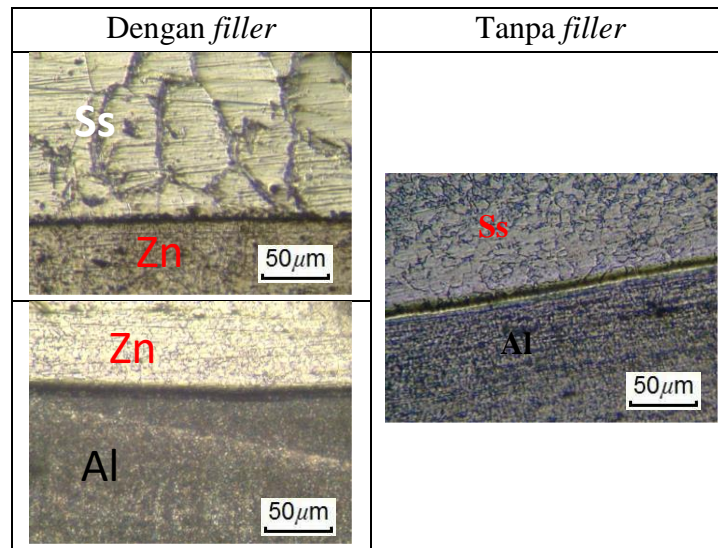 Dengan filler
Tanpa filler
Ss
Zn
50μm
Zn
Al
50μm
Ss
Al
50μm